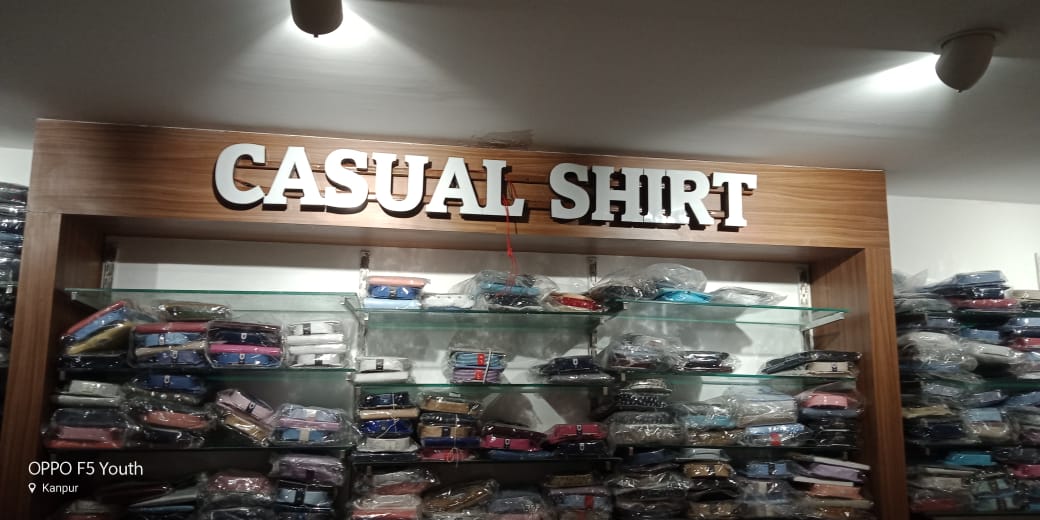 CASUAL SHIRT
OPPO F5 Youth
Kanpur